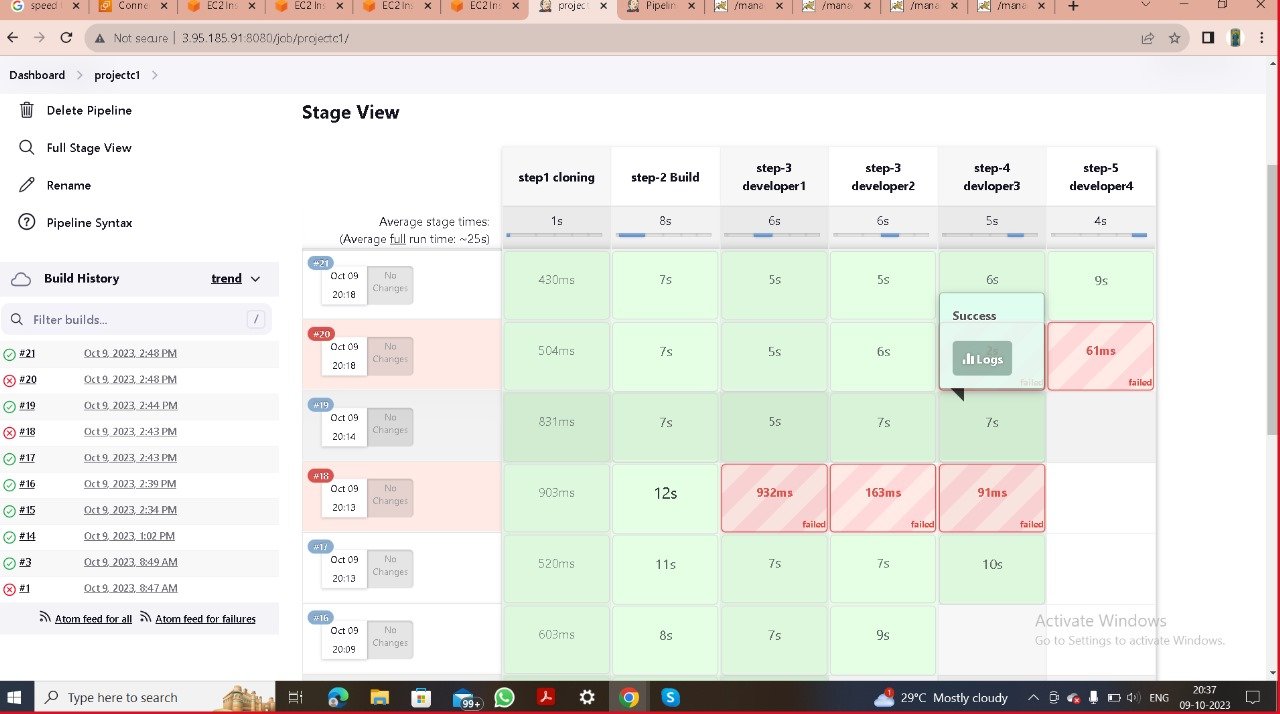 google s
Conne
EC2 Ins
EC2 Ins
EC2 Ins
EC2 Ins
projec
Pipelin
/mana
/mana
/mana
/mana
Not secure | 3.95.185.91:8080/job/projectc1/
Dashboard > projectc1 >
Delete Pipeline
Full Stage View
Rename
Pipeline Syntax
Build History trend
Filter builds... /
#21 Oct 9, 2023, 2:48 PM
#20 Oct 9, 2023, 2:48 PM
#19 Oct 9, 2023, 2:44 PM
#18 Oct 9, 2023, 2:43 PM
#17 Oct 9, 2023, 2:43 PM
#16 Oct 9, 2023, 2:39 PM
#15 Oct 9, 2023, 2:34 PM
#14 Oct 9, 2023, 1:02 PM
#3 Oct 9, 2023, 8:49 AM
#1 Oct 9, 2023, 8:47 AM
Atom feed for all Atom feed for failures
Stage View
step1 cloning
step-2 Build
step-3
developer1
step-3
developer2
step-4
devloper3
step-5
developer4
Average stage times:
(Average full run time: ~25s)
1s 8s 6s 6s 5s 4s
#21
Oct 09
20:18
No
Changes
430ms 7s 5s 5s 6s 9s
#20
Oct 09
20:18
No
Changes
504ms 7s 5s 6s
Success
Logs
failed
61ms
failed
#19
Oct 09
20:14
No
Changes
831ms 7s 5s 7s 7s
#18
Oct 09
20:13
No
Changes
903ms 12s 932ms 163ms 91ms
failed failed failed
#17
Oct 09
20:13
No
Changes
520ms 11s 7s 7s 10s
#16
Oct 09
20:09
No
Changes
603ms 8s 7s 9s
Activate Windows
Go to Settings to activate Windows.
Type here to search
99+
1
29°C Mostly cloudy
ENG
20:37
09-10-2023